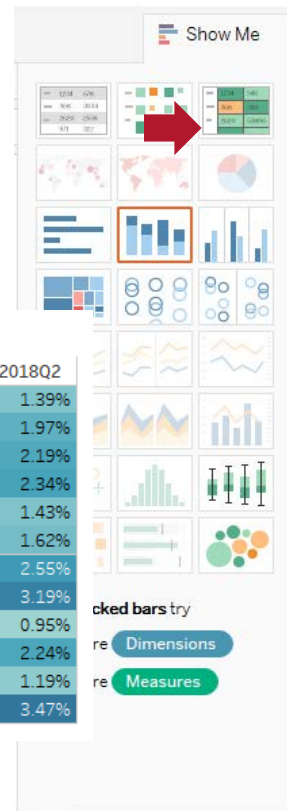 Show Me
2018Q2
1.39%
1.97%
2.19%
2.34%
1.43%
1.62%
2.55%
3.19%
0.95%
2.24%
1.19%
3.47%
cked bars try
re Dimensions
re Measures